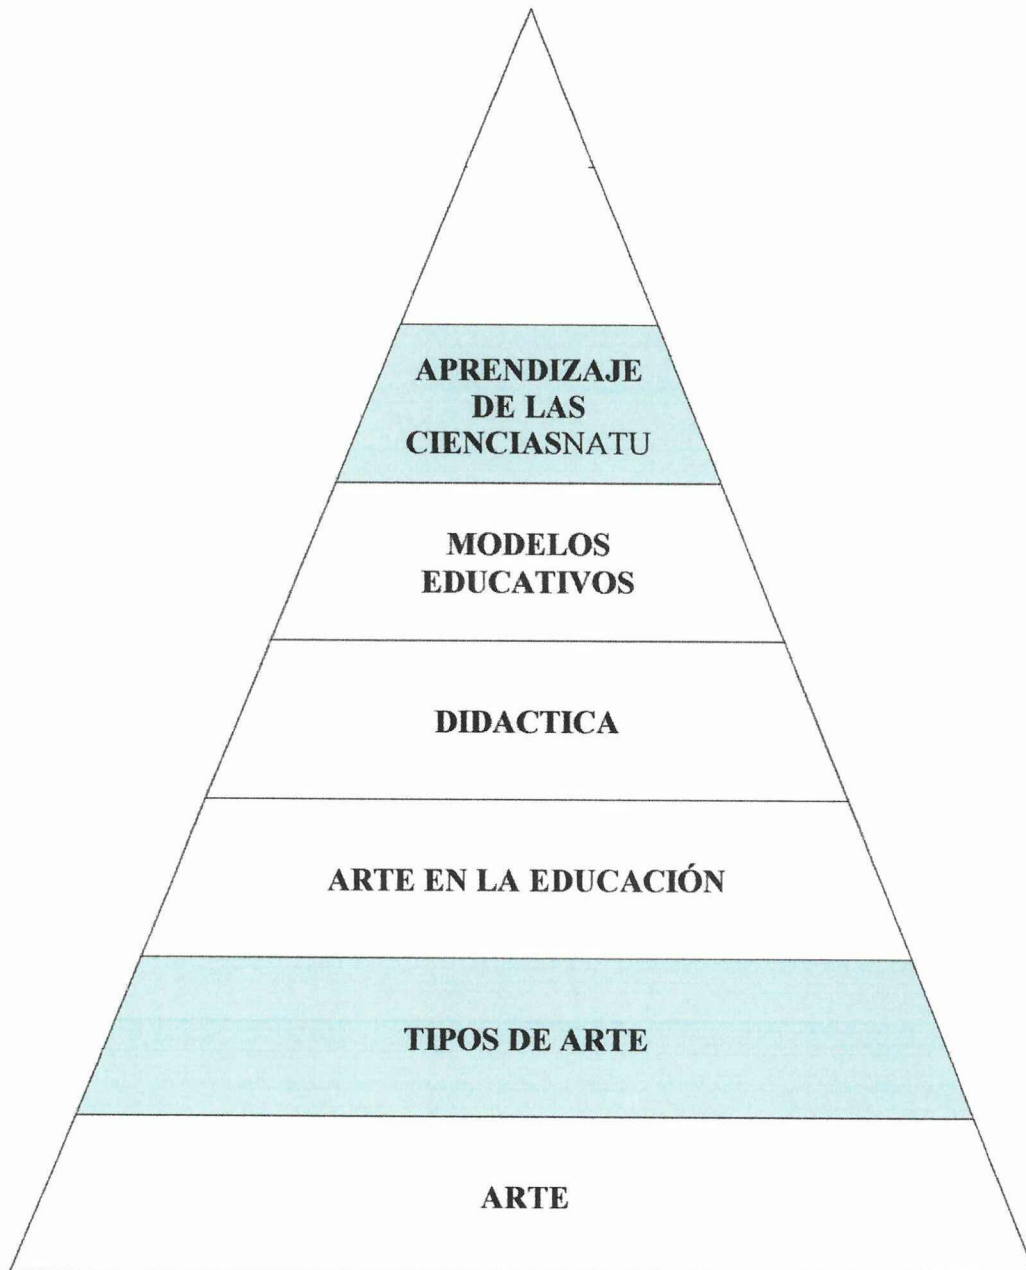 APRENDIZAJE
DE LAS
CIENCIASNATU
MODELOS
EDUCATIVOS
DIDACTICA
ARTE EN LA EDUCACIÓN
TIPOS DE ARTE
ARTE